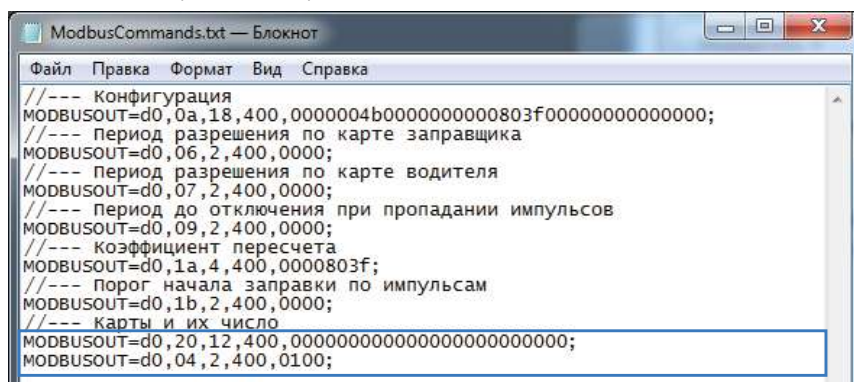 ModbusCommands.txt — Блокнот
Файл Правка Формат Вид Справка
//--- Конфигурация
MODBUSOUT=d0,0a,18,400,0000004b0000000000803f00000000000000;
//--- Период разрешения по карте заправщика
MODBUSOUT=d0,06,2,400,0000;
//--- Период разрешения по карте водителя
MODBUSOUT=d0,07,2,400,0000;
//--- Период до отключения при пропадании импульсов
MODBUSOUT=d0,09,2,400,0000;
//--- Коэффициент пересчета
MODBUSOUT=d0,1a,4,400,0000803f;
//--- Порог начала заправки по импульсам
MODBUSOUT=d0,1b,2,400,0000;
//--- Карты и их число
MODBUSOUT=d0,20,12,400,000000000000000000000000;
MODBUSOUT=d0,04,2,400,0100;